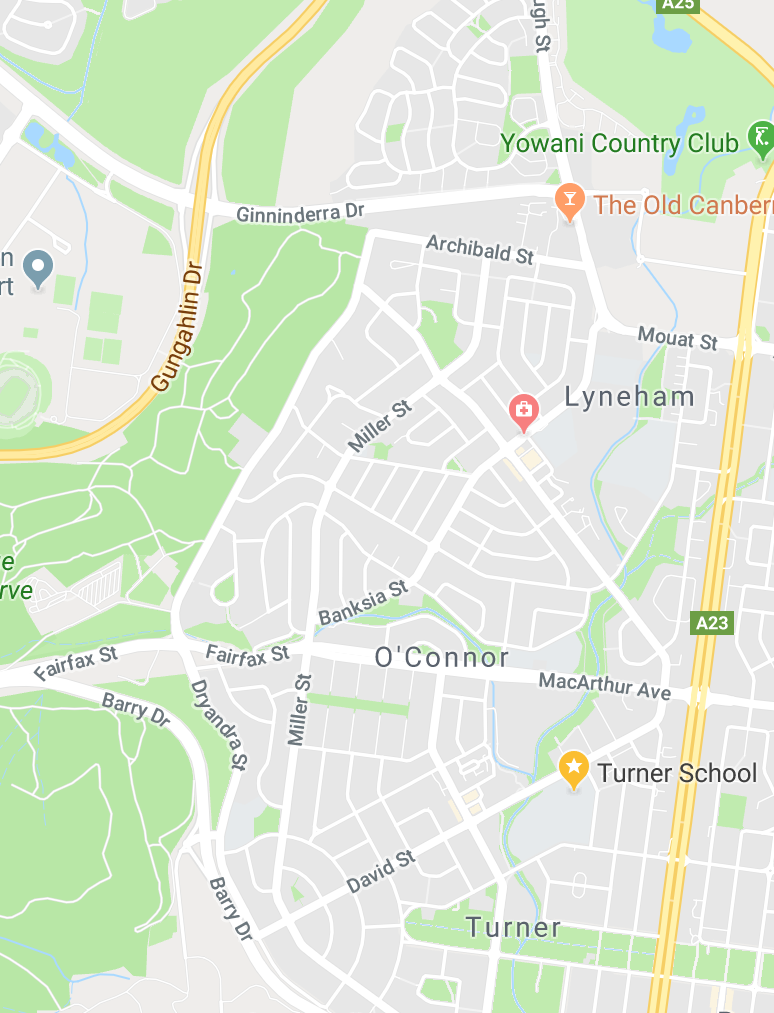 ugh St
A25
Yowani Country Club
The Old Canberr
Ginninderra Dr
Archibald St
n
rt
Gungahlin Dr
Mouat St
Lyneham
Miller St
e
rve
Banksia St
A23
O'Connor
Fairfax St
Fairfax St
MacArthur Ave
Barry Dr
Dryandra St
Miller St
Turner School
David St
Barry Dr
Turner